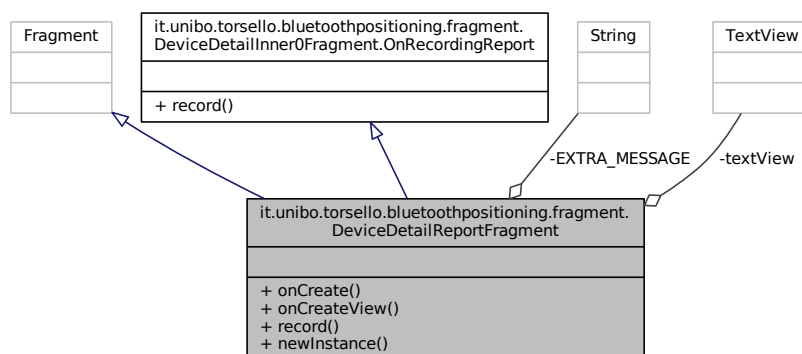 Fragment
it.unibo.torsello.bluetoothpositioning.fragment.
DeviceDetailInner0Fragment.OnRecordingReport
+ record()
String
TextView
-EXTRA_MESSAGE
-textView
it.unibo.torsello.bluetoothpositioning.fragment.
DeviceDetailReportFragment
+ onCreate()
+ onCreateView()
+ record()
+ newInstance()